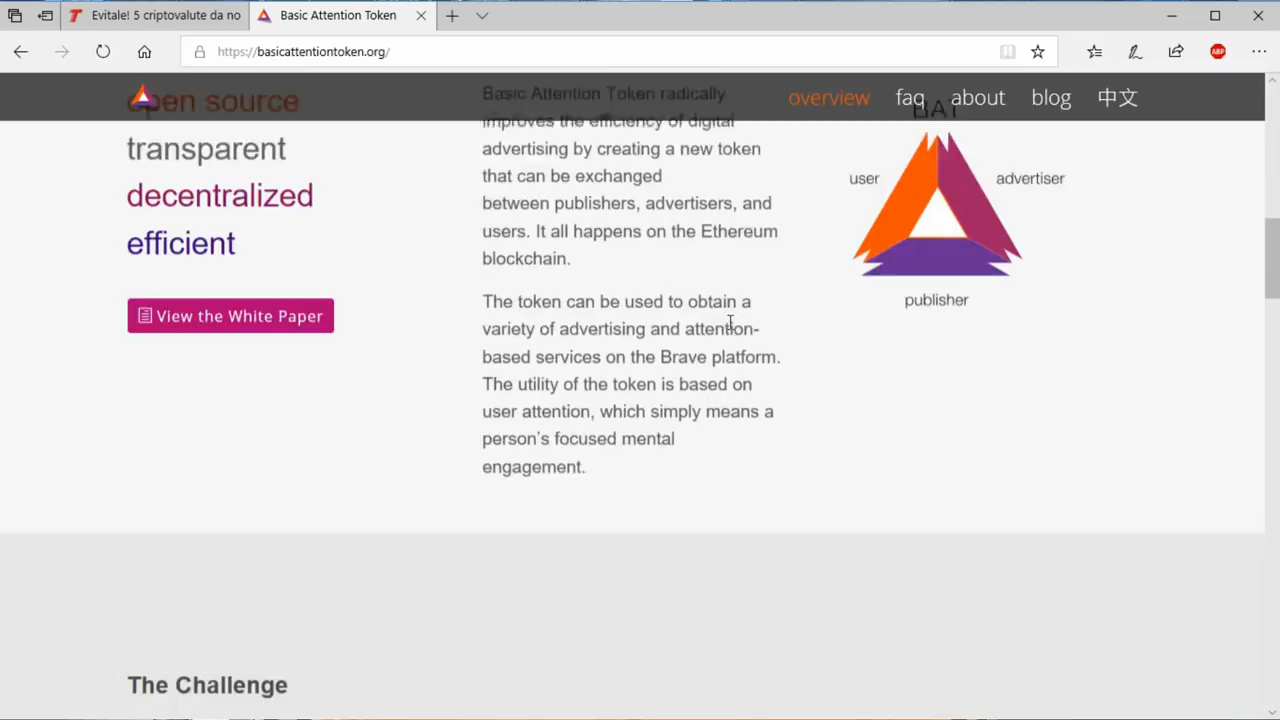 Evitale! 5 criptovalute da no
Basic Attention Token
https://basicattentiontoken.org/
ABP
overview
faq
about
blog
中文
open source
transparent
decentralized
efficient
View the White Paper
Basic Attention Token radically
improves the efficiency of digital
advertising by creating a new token
that can be exchanged
between publishers, advertisers, and
users. It all happens on the Ethereum
blockchain.
The token can be used to obtain a
variety of advertising and attention-
based services on the Brave platform.
The utility of the token is based on
user attention, which simply means a
person's focused mental
engagement.
BAT
user
advertiser
publisher
The Challenge